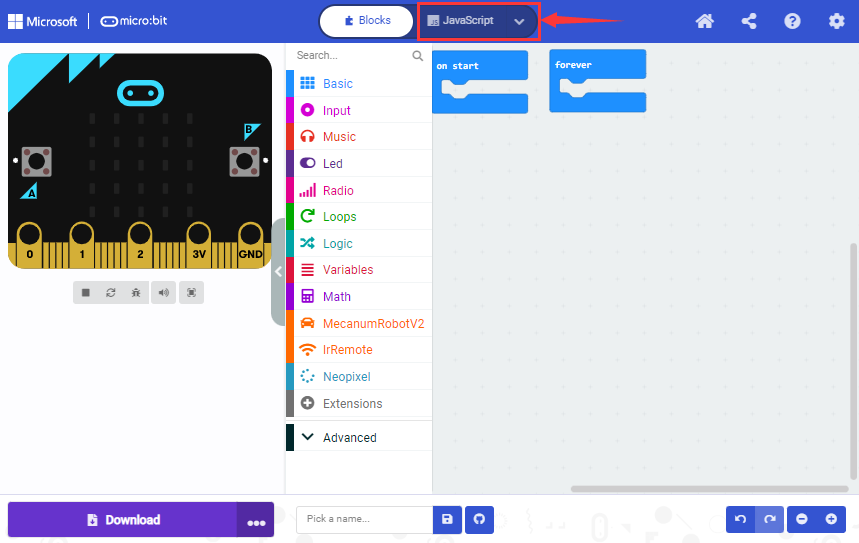 Microsoft
micro:bit
Blocks
JS JavaScript
Search...
Basic
Input
Music
Led
Radio
Loops
Logic
Variables
Math
MecanumRobotV2
IrRemote
Neopixel
Extensions
Advanced
on start
forever
B
A
0 1 2 3V GND
Download
Pick a name...